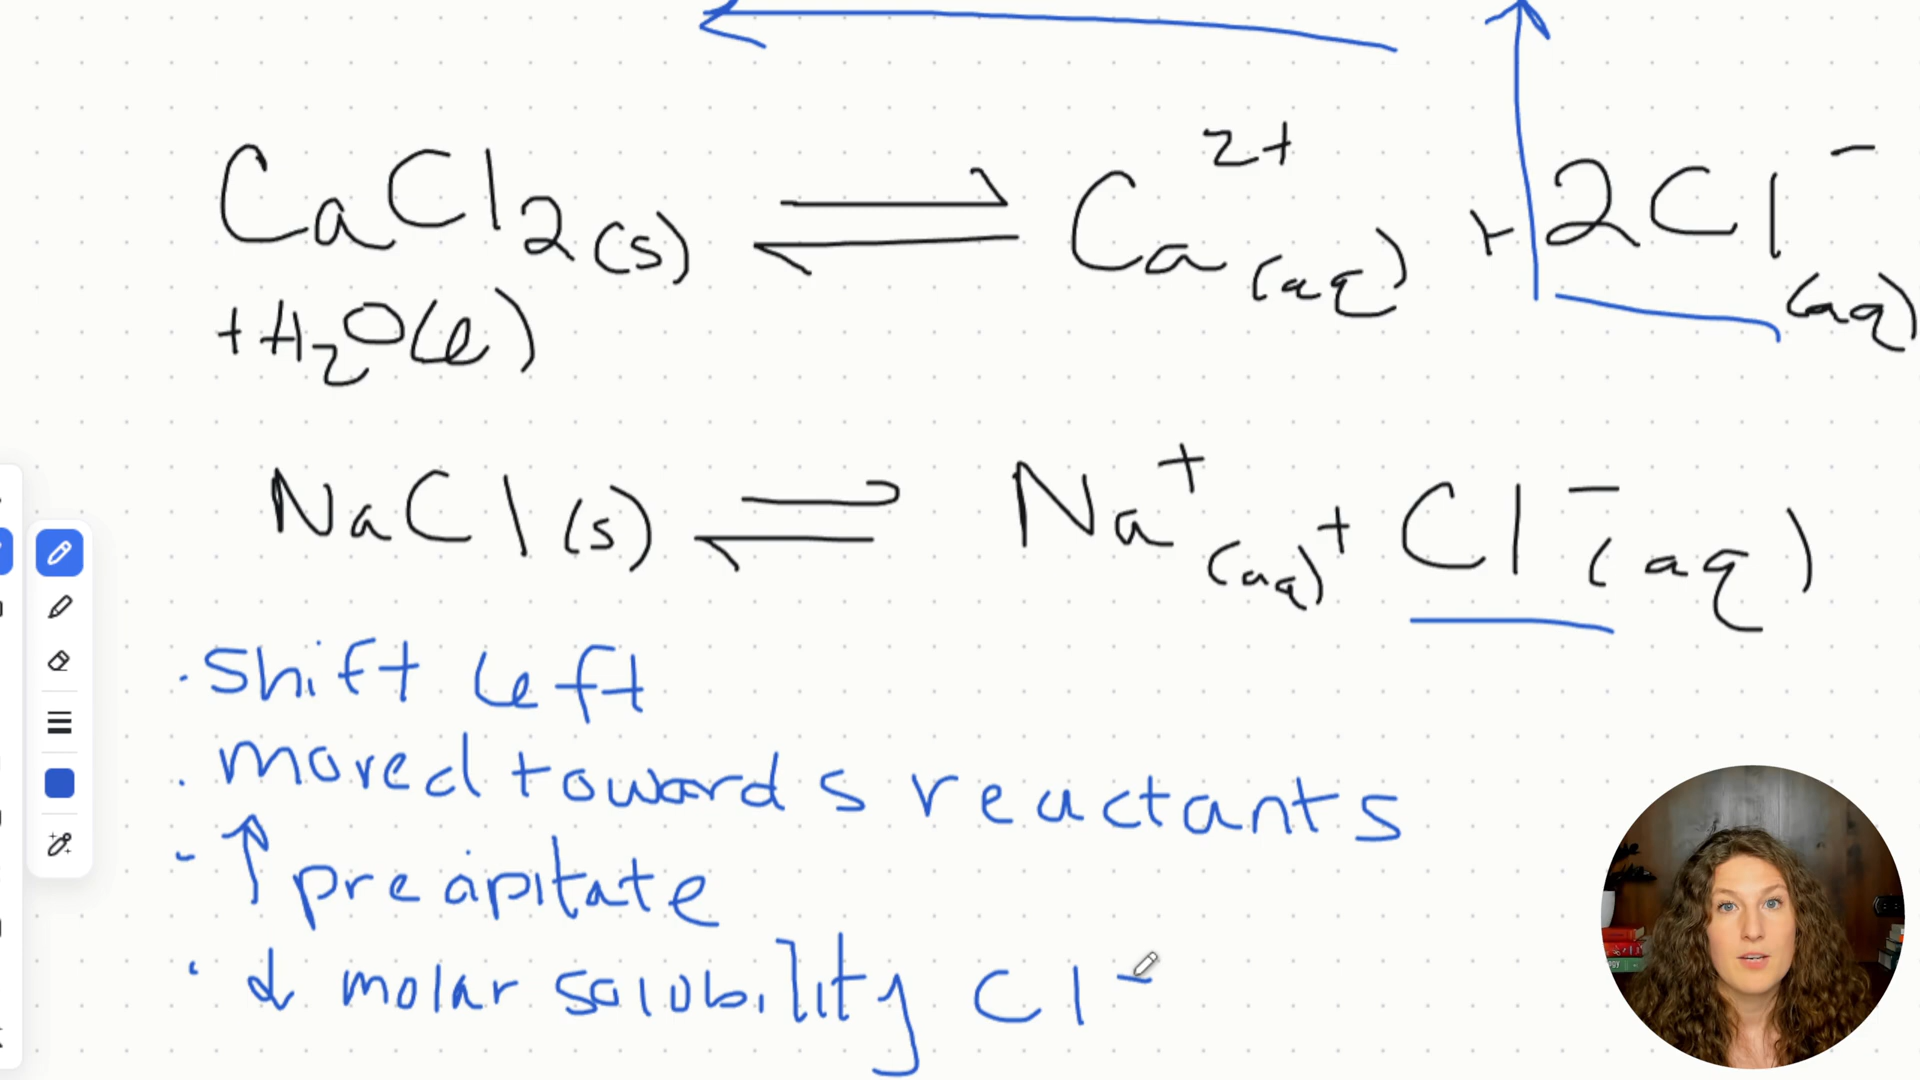 CaCl₂(s) ⇌ Ca²⁺(aq) + 2Cl⁻(aq)
+ H₂O(l)
NaCl(s) ⇌ Na⁺(aq) + Cl⁻(aq)
· shift left
· moved towards reactants
· ↑ precipitate
· ↓ molar solubility Cl⁻